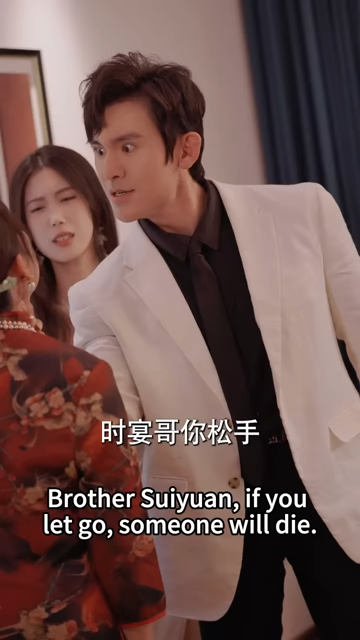 时宴哥你松手
Brother Suiyuan, if you
let go, someone will die.